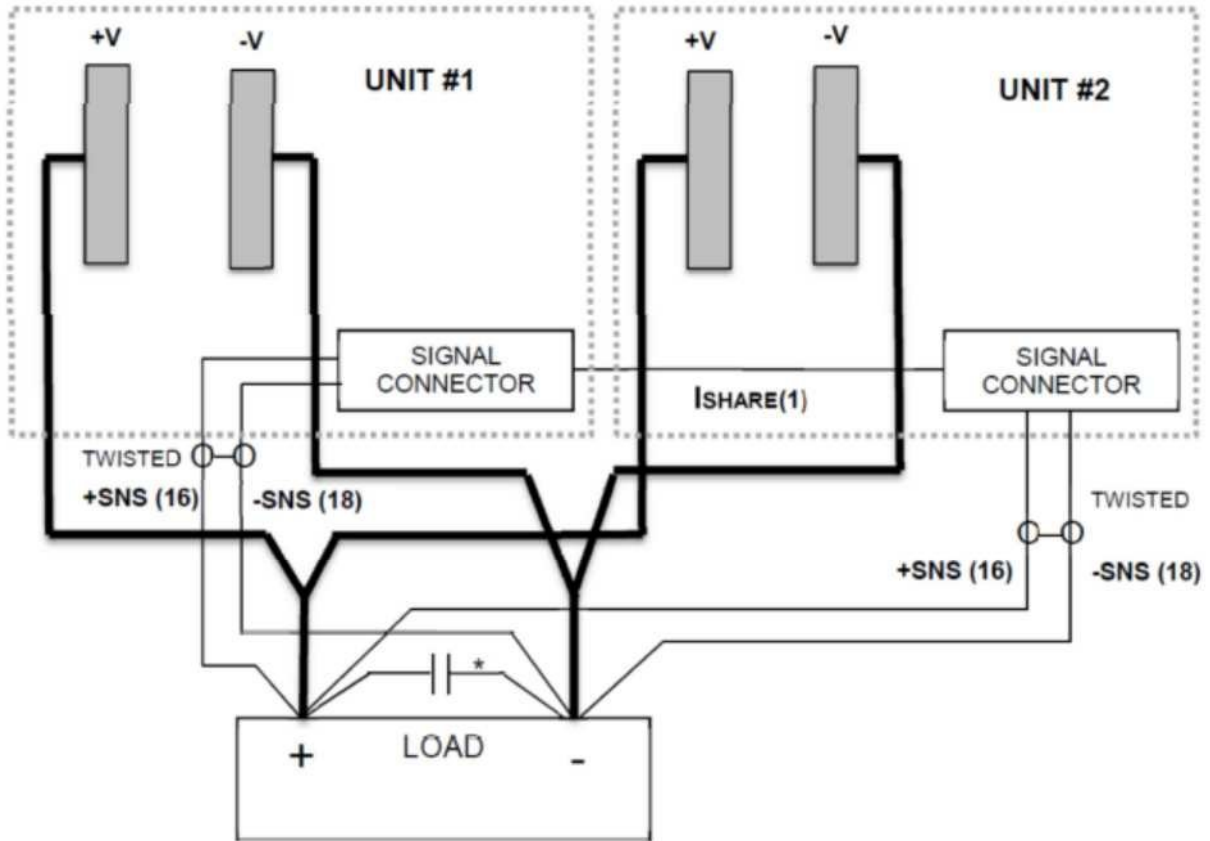 +V
-V
UNIT #1
+V
-V
UNIT #2
SIGNAL
CONNECTOR
ISHARE(1)
SIGNAL
CONNECTOR
TWISTED
+SNS (16)
-SNS (18)
TWISTED
+SNS (16)
-SNS (18)
*
+
LOAD
-